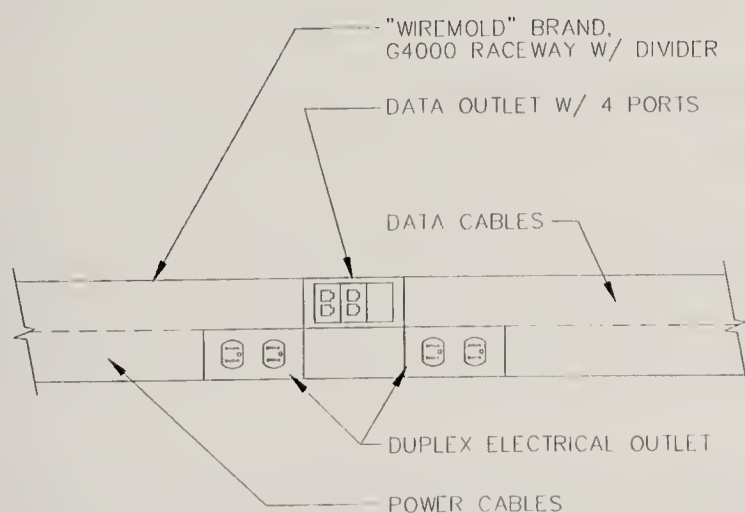 "WIREMOLD" BRAND,
G4000 RACEWAY W/ DIVIDER
DATA OUTLET W/ 4 PORTS
DATA CABLES
DUPLEX ELECTRICAL OUTLET
POWER CABLES